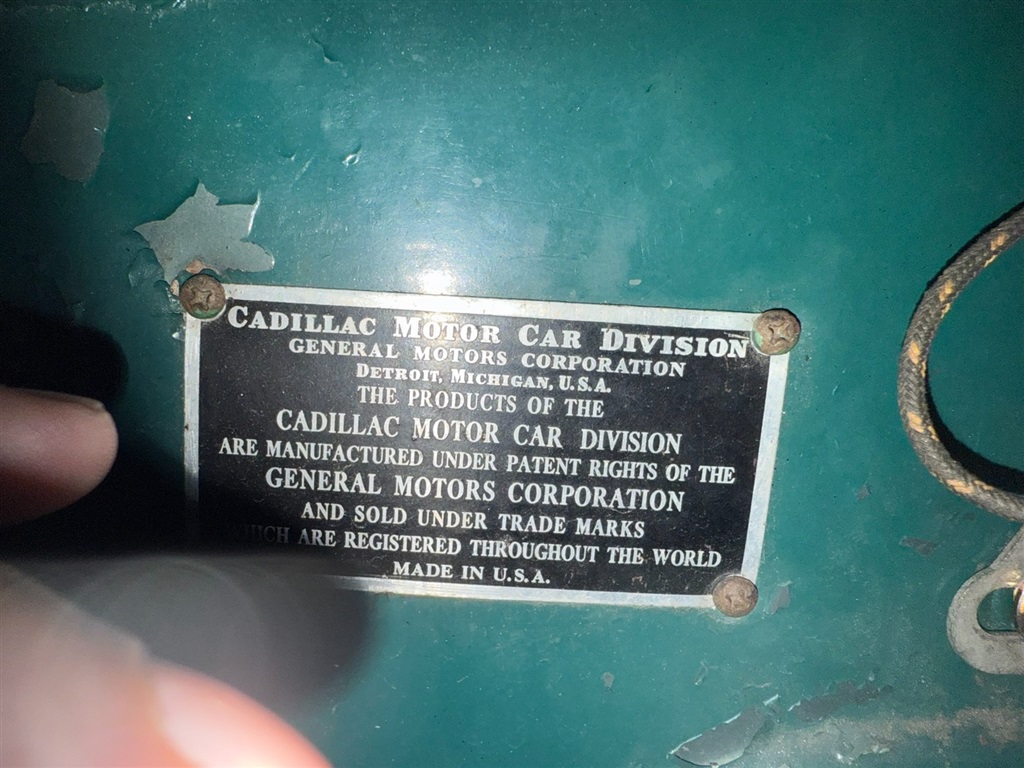 CADILLAC MOTOR CAR DIVISION
GENERAL MOTORS CORPORATION
DETROIT, MICHIGAN, U.S.A.
THE PRODUCTS OF THE
CADILLAC MOTOR CAR DIVISION
ARE MANUFACTURED UNDER PATENT RIGHTS OF THE
GENERAL MOTORS CORPORATION
AND SOLD UNDER TRADE MARKS
WHICH ARE REGISTERED THROUGHOUT THE WORLD
MADE IN U.S.A.